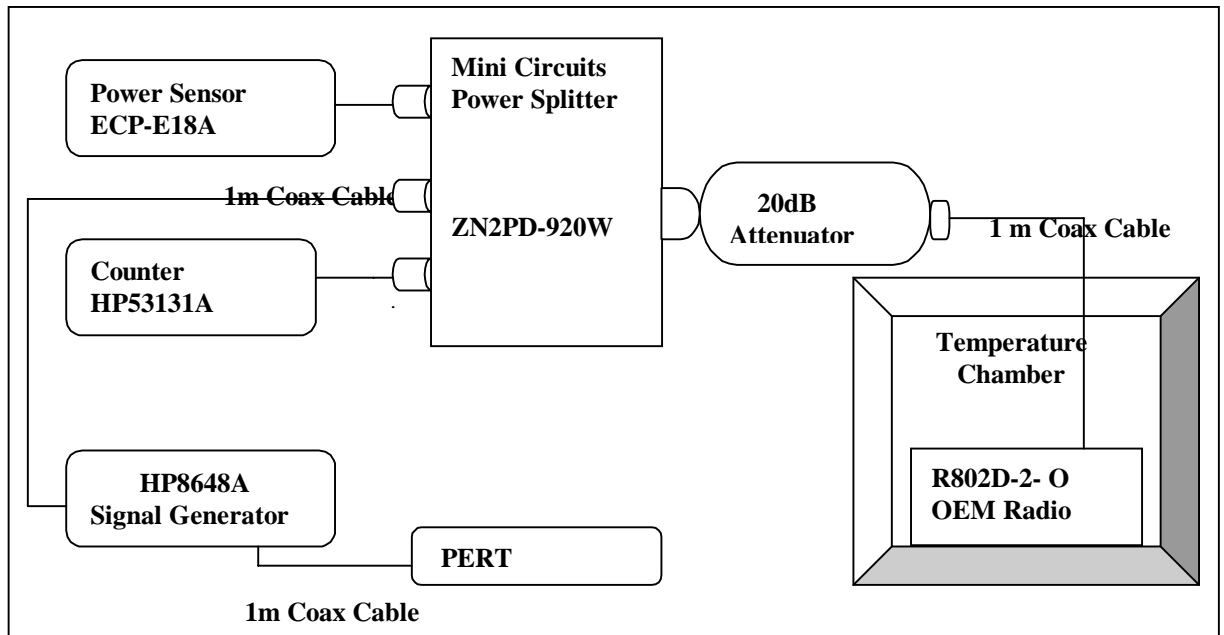 Power Sensor
ECP-E18A
Mini Circuits
Power Splitter
ZN2PD-920W
1m Coax Cable
Counter
HP53131A
20dB
Attenuator
1 m Coax Cable
Temperature
Chamber
R802D-2- O
OEM Radio
HP8648A
Signal Generator
PERT
1m Coax Cable